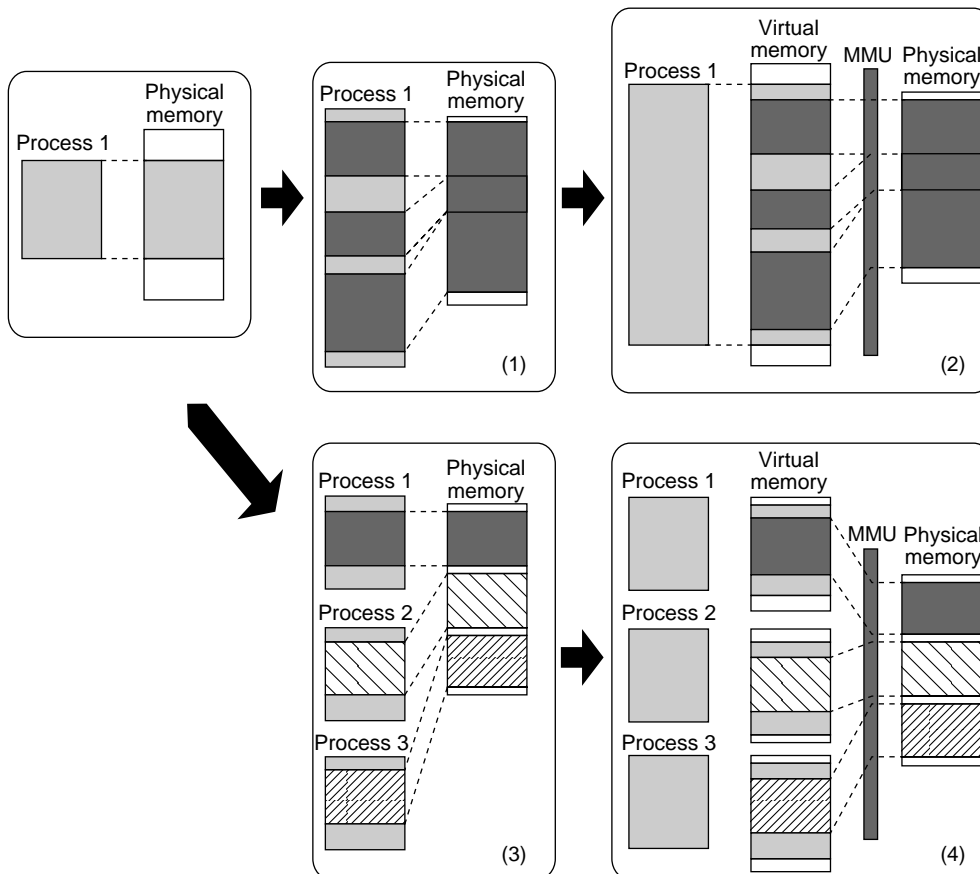 Process 1
Physical
memory
Process 1
Physical
memory
(1)
Process 1
Virtual
memory
MMU
Physical
memory
(2)
Process 1
Physical
memory
Process 2
Process 3
(3)
Process 1
Virtual
memory
MMU
Physical
memory
Process 2
Process 3
(4)